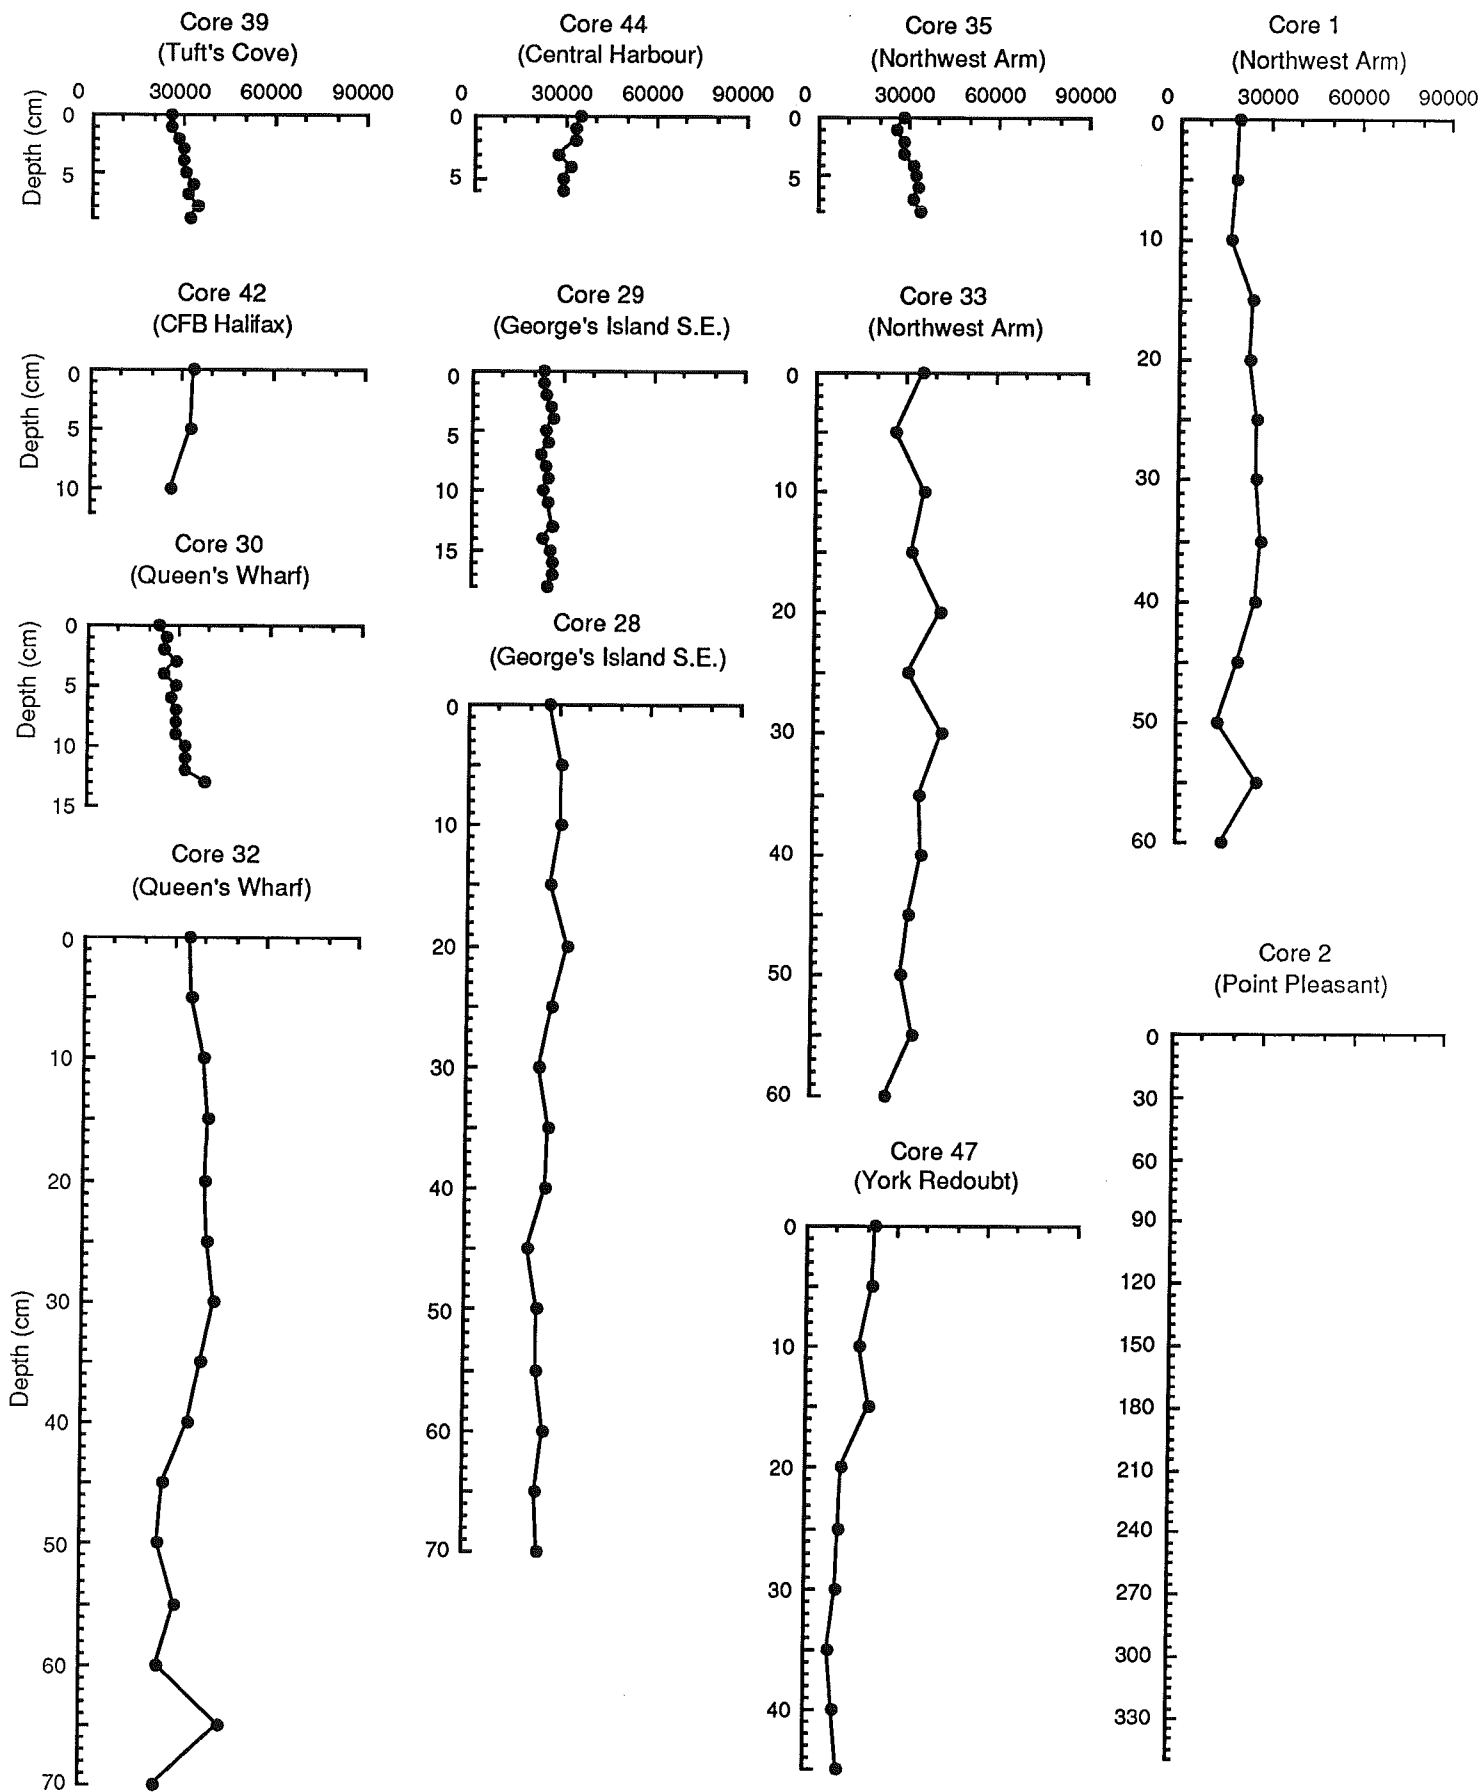 Core 39
(Tuft's Cove)
0 30000 60000 90000
Depth (cm)
0
5
Core 42
(CFB Halifax)
Depth (cm)
0
5
10
Core 30
(Queen's Wharf)
Depth (cm)
0
5
10
15
Core 32
(Queen's Wharf)
Depth (cm)
0
10
20
30
40
50
60
70
Core 44
(Central Harbour)
0 30000 60000 90000
0
5
Core 29
(George's Island S.E.)
0
5
10
15
Core 28
(George's Island S.E.)
0
10
20
30
40
50
60
70
Core 35
(Northwest Arm)
0 30000 60000 90000
0
5
Core 33
(Northwest Arm)
0
10
20
30
40
50
60
Core 47
(York Redoubt)
0
10
20
30
40
Core 1
(Northwest Arm)
0 30000 60000 90000
0
10
20
30
40
50
60
Core 2
(Point Pleasant)
0
30
60
90
120
150
180
210
240
270
300
330